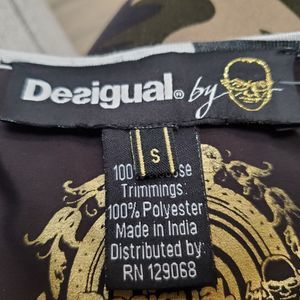 Desigual® by
S
100% 
Trimmings:
100% Polyester
Made in India
Distributed by:
RN 129068